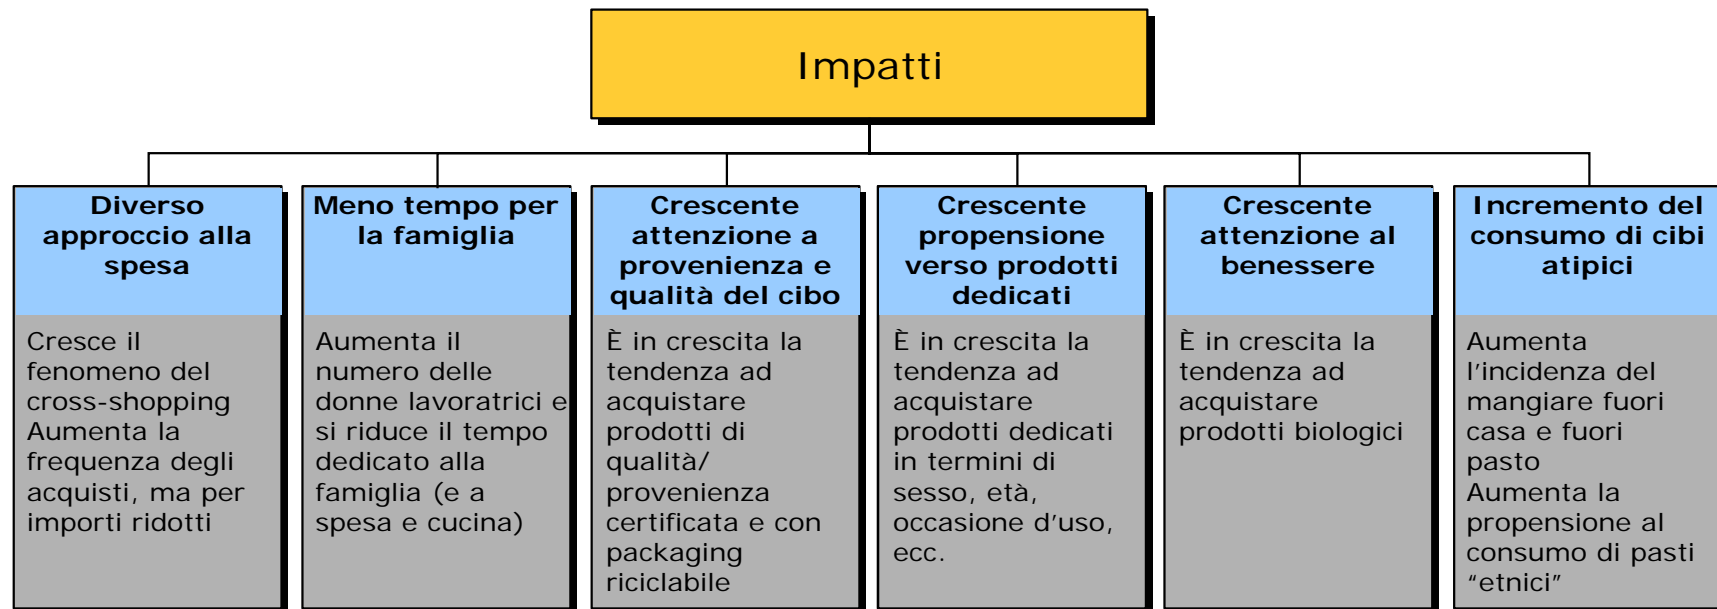 Impatti
Diverso
approccio alla
spesa
Cresce il
fenomeno del
cross-shopping
Aumenta la
frequenza degli
acquisti, ma per
importi ridotti
Meno tempo per
la famiglia
Aumenta il
numero delle
donne lavoratrici e
si riduce il tempo
dedicato alla
famiglia (e a
spesa e cucina)
Crescente
attenzione a
provenienza e
qualità del cibo
È in crescita la
tendenza ad
acquistare
prodotti di
qualità/
provenienza
certificata e con
packaging
riciclabile
Crescente
propensione
verso prodotti
dedicati
È in crescita la
tendenza ad
acquistare
prodotti dedicati
in termini di
sesso, età,
occasione d’uso,
ecc.
Crescente
attenzione al
benessere
È in crescita la
tendenza ad
acquistare
prodotti biologici
Incremento del
consumo di cibi
atipici
Aumenta
l’incidenza del
mangiare fuori
casa e fuori
pasto
Aumenta la
propensione al
consumo di pasti
“etnici”